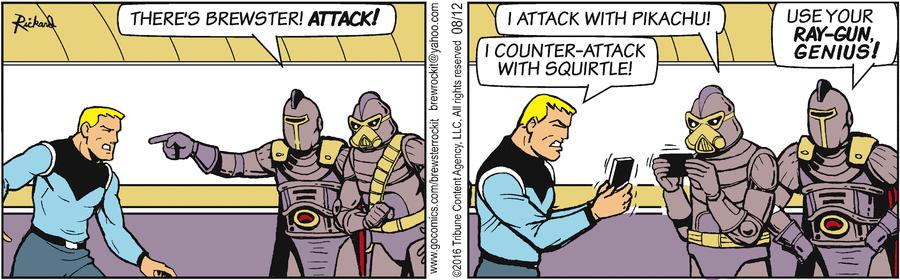 Rickard
THERE'S BREWSTER! ATTACK!
www.gocomics.com/brewsterrockit brewrockit@yahoo.com
©2016 Tribune Content Agency, LLC, All rights reserved 08/12
I ATTACK WITH PIKACHU!
I COUNTER-ATTACK
WITH SQUIRTLE!
USE YOUR
RAY-GUN,
GENIUS!